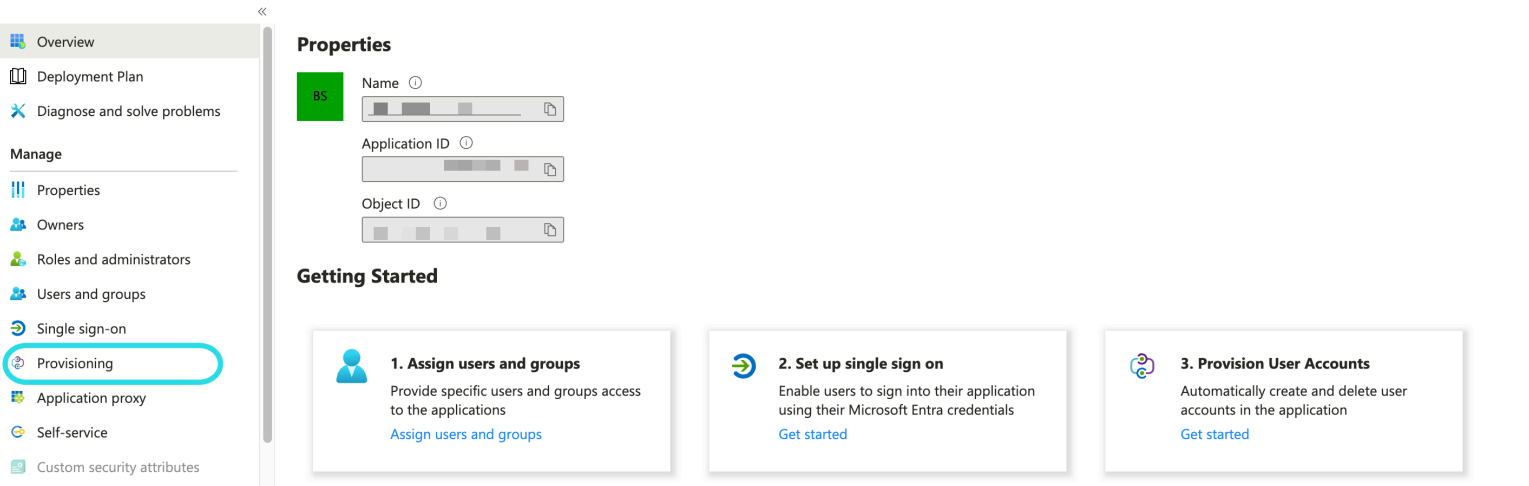 «
Overview
Deployment Plan
Diagnose and solve problems
Manage
Properties
Owners
Roles and administrators
Users and groups
Single sign-on
Provisioning
Application proxy
Self-service
Custom security attributes
Properties
BS
Name
Application ID
Object ID
Getting Started
1. Assign users and groups
Provide specific users and groups access
to the applications
Assign users and groups
2. Set up single sign on
Enable users to sign into their application
using their Microsoft Entra credentials
Get started
3. Provision User Accounts
Automatically create and delete user
accounts in the application
Get started